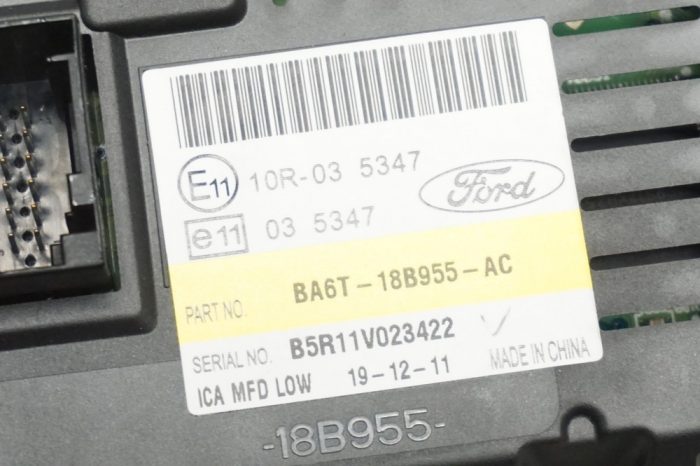 E11 10R-03 5347
Ford
e11 03 5347
PART NO. BA6T-18B955-AC
SERIAL NO. B5R11V023422
ICA MFD LOW 19-12-11 MADE IN CHINA
-18B955-